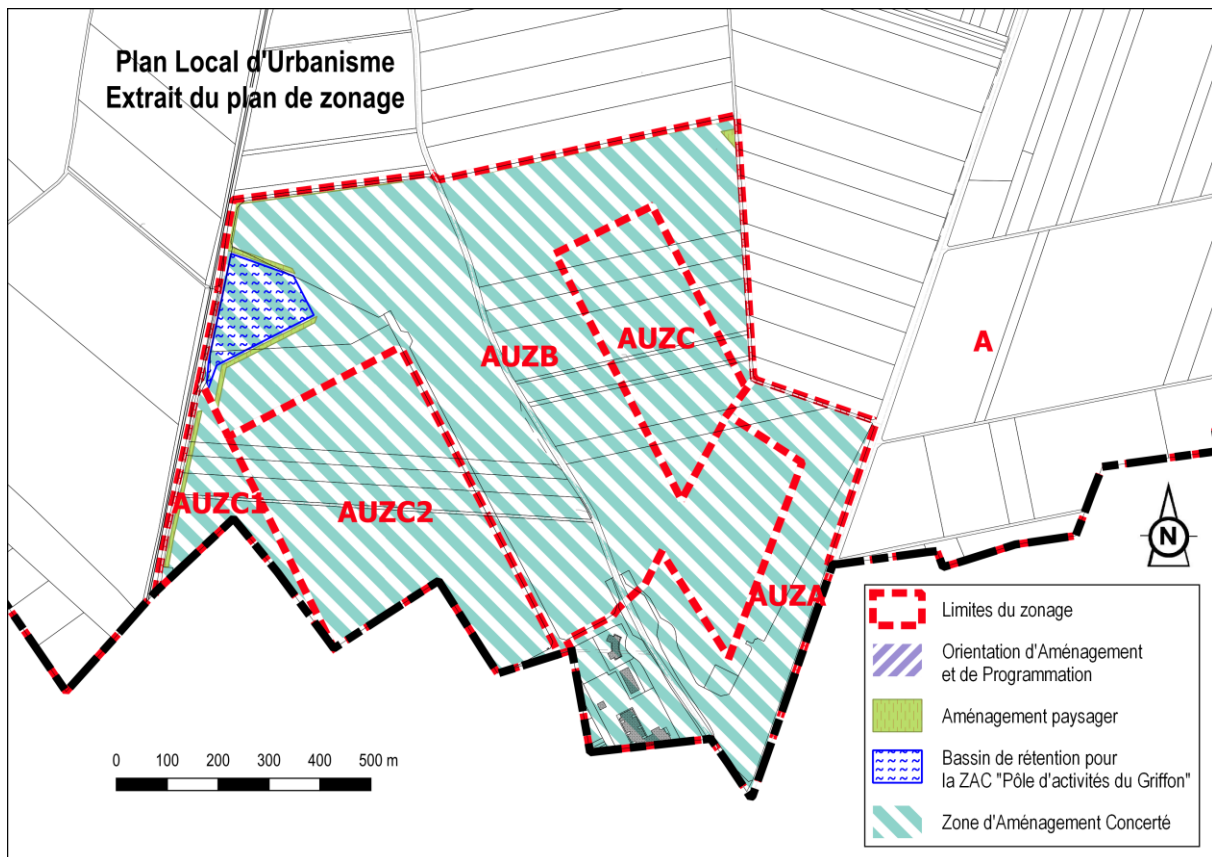 Plan Local d'Urbanisme
Extrait du plan de zonage
AUZC
AUZB
A
AUZC1
AUZC2
AUZA
N
0 100 200 300 400 500 m
Limites du zonage
Orientation d'Aménagement
et de Programmation
Aménagement paysager
Bassin de rétention pour
la ZAC "Pôle d'activités du Griffon"
Zone d'Aménagement Concerté